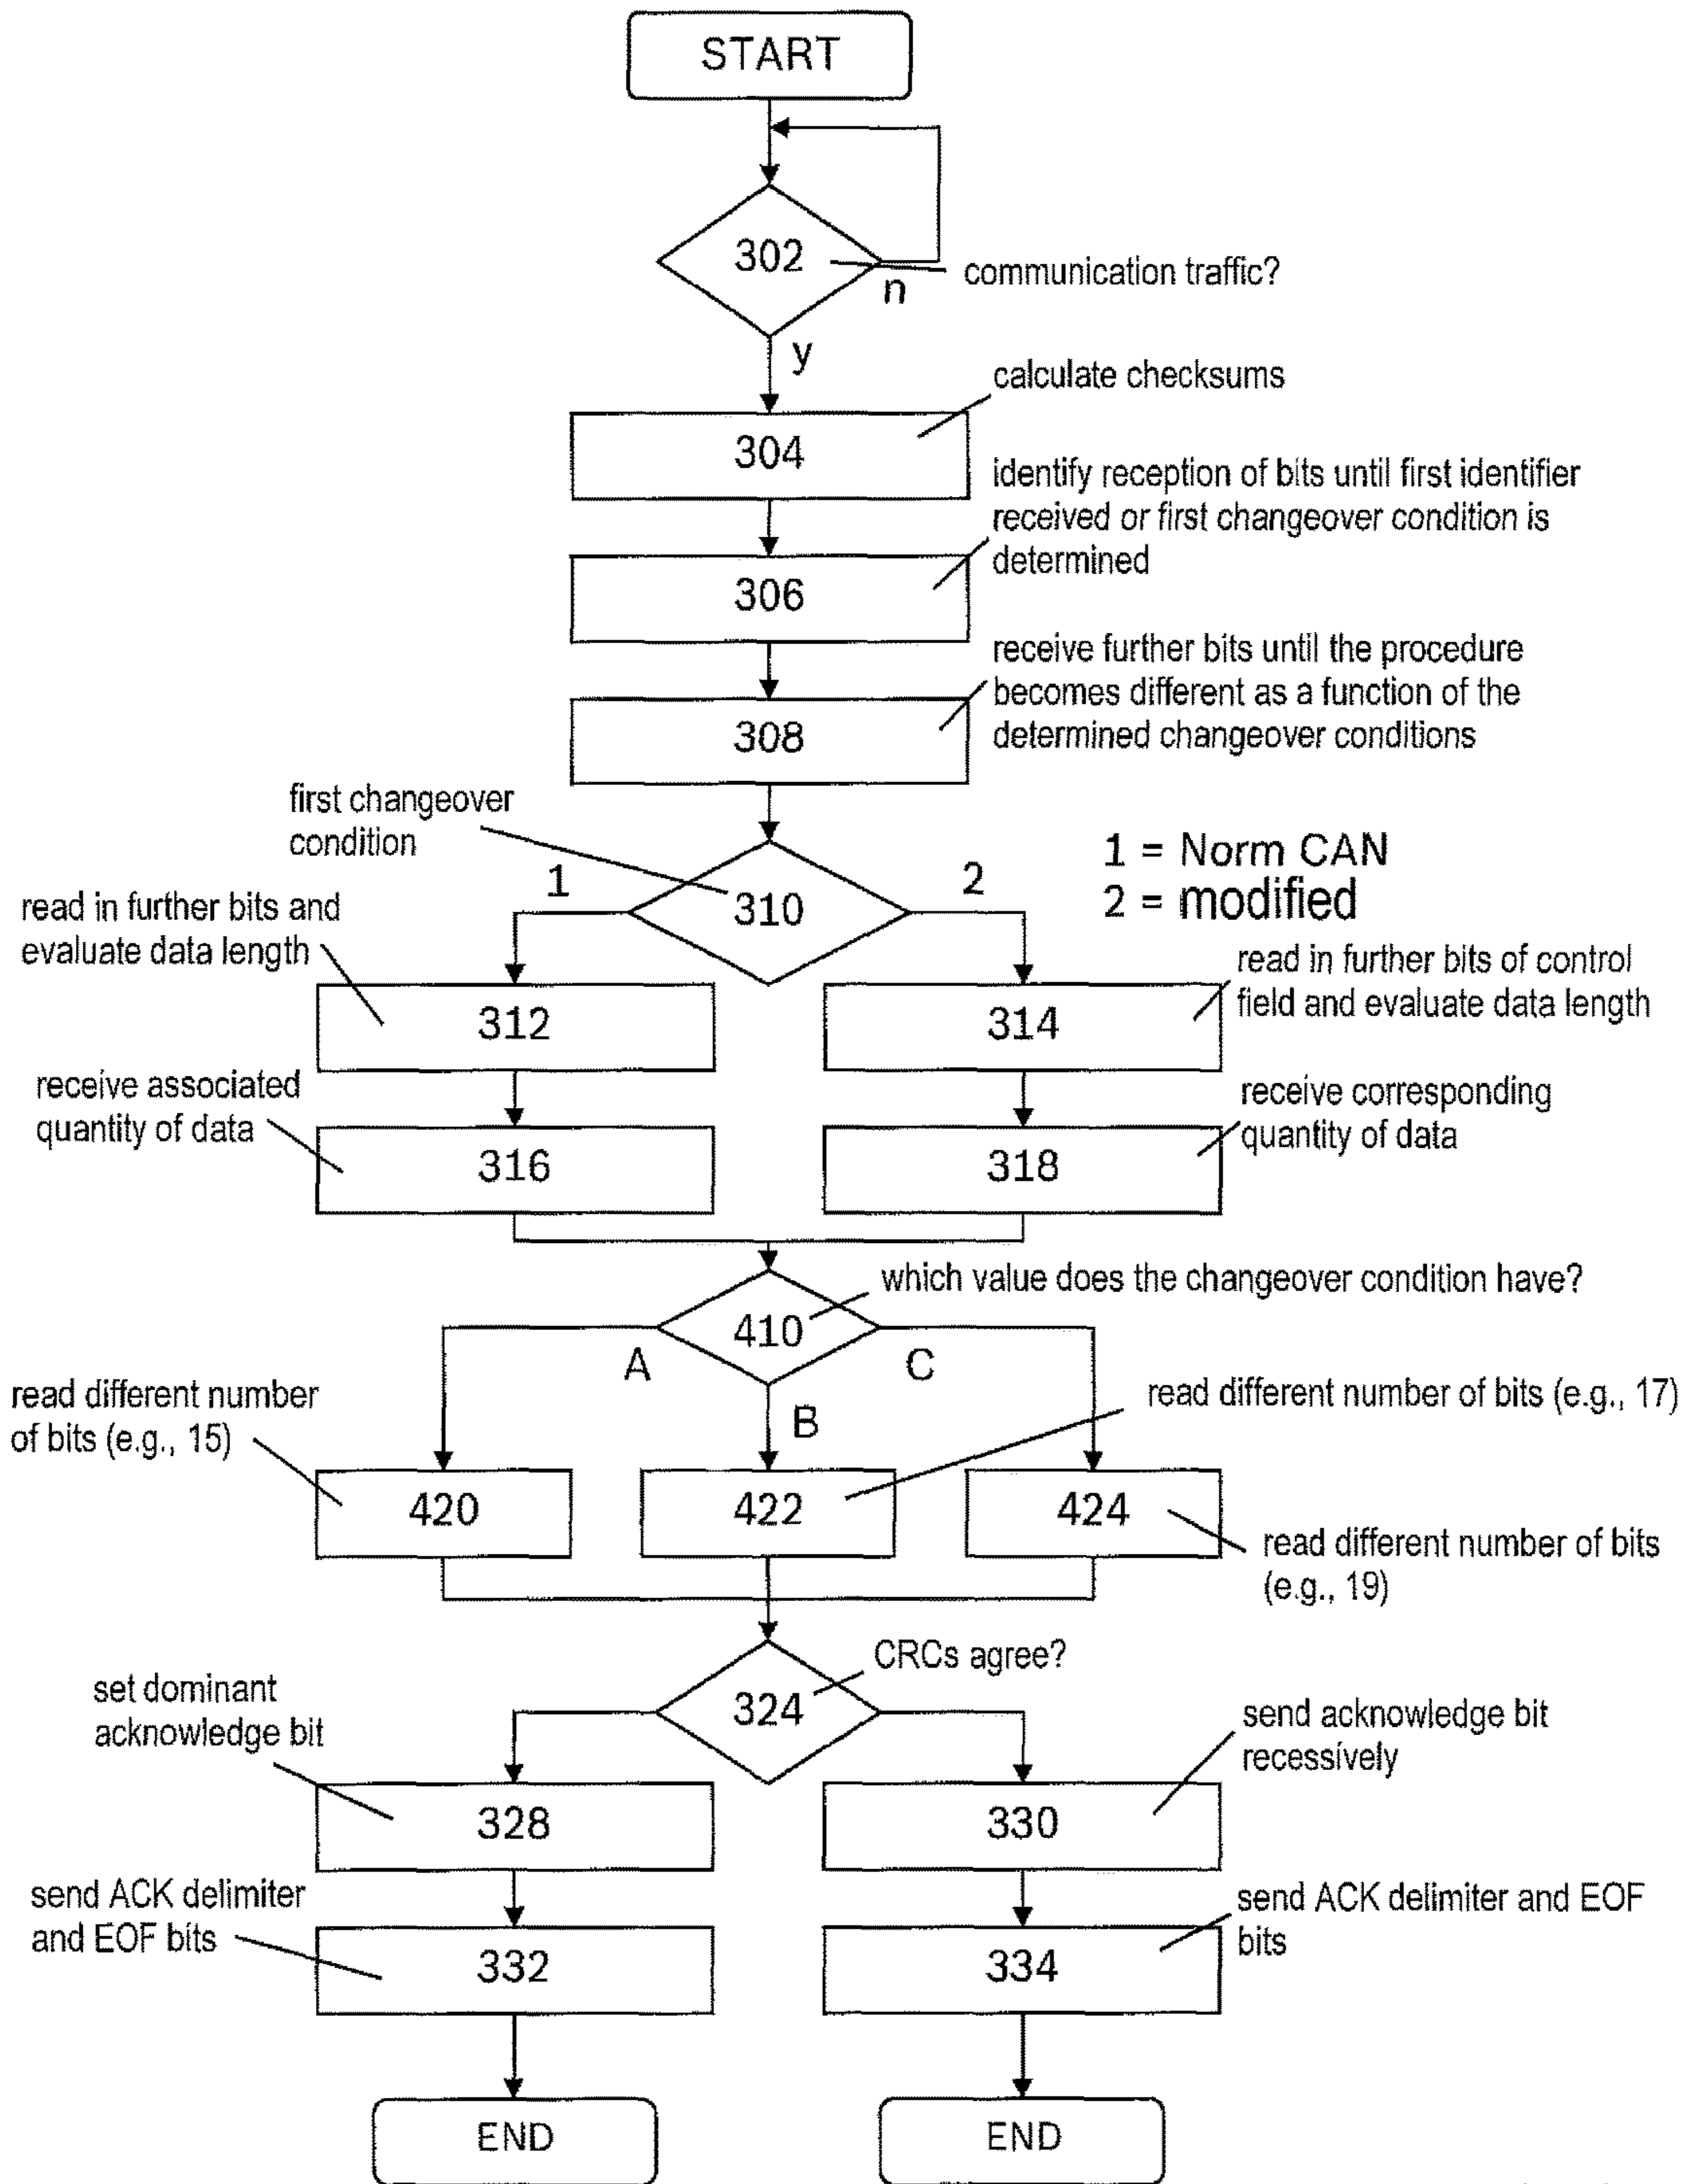 START
302
communication traffic?
n
y
calculate checksums
304
identify reception of bits until first identifier
received or first changeover condition is
determined
306
receive further bits until the procedure
becomes different as a function of the
determined changeover conditions
308
first changeover
condition
1 = Norm CAN
2 = modified
1
2
310
read in further bits and
evaluate data length
read in further bits of control
field and evaluate data length
312
314
receive associated
quantity of data
receive corresponding
quantity of data
316
318
which value does the changeover condition have?
410
A
B
C
read different number
of bits (e.g., 15)
read different number of bits (e.g., 17)
420
422
424
read different number of bits
(e.g., 19)
CRCs agree?
324
set dominant
acknowledge bit
send acknowledge bit
recessively
328
330
send ACK delimiter
and EOF bits
send ACK delimiter and EOF
bits
332
334
END
END